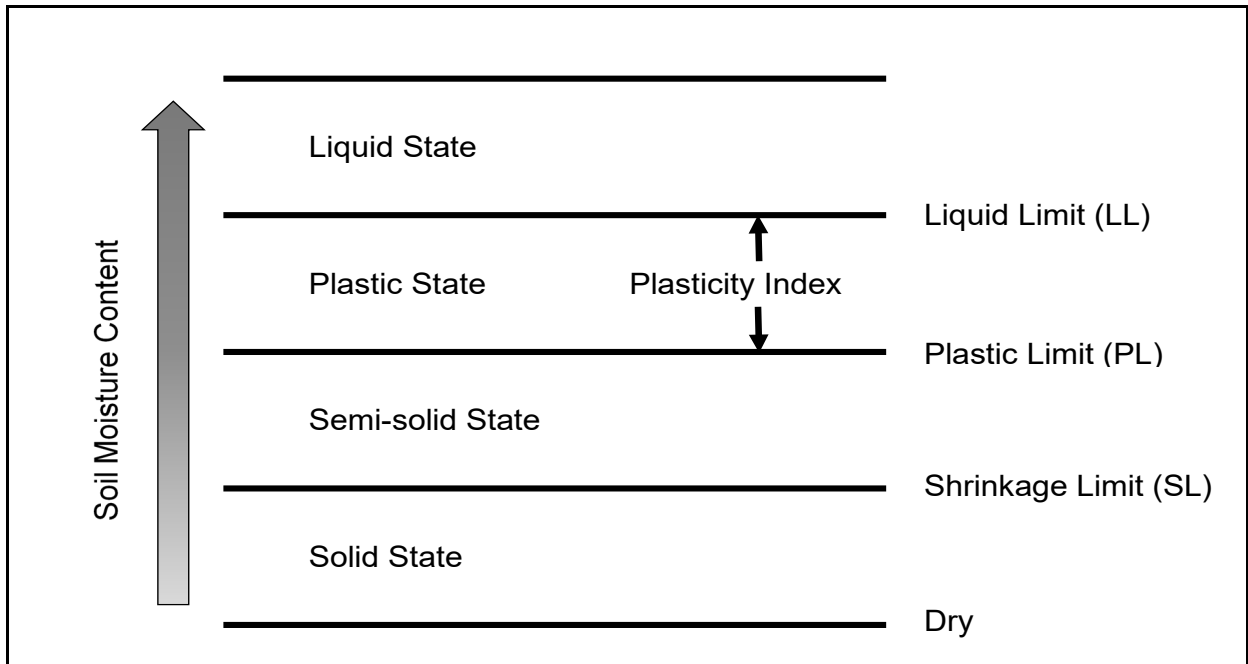 Liquid State
Liquid Limit (LL)
Plastic State
Plasticity Index
Plastic Limit (PL)
Semi-solid State
Shrinkage Limit (SL)
Solid State
Dry
Soil Moisture Content